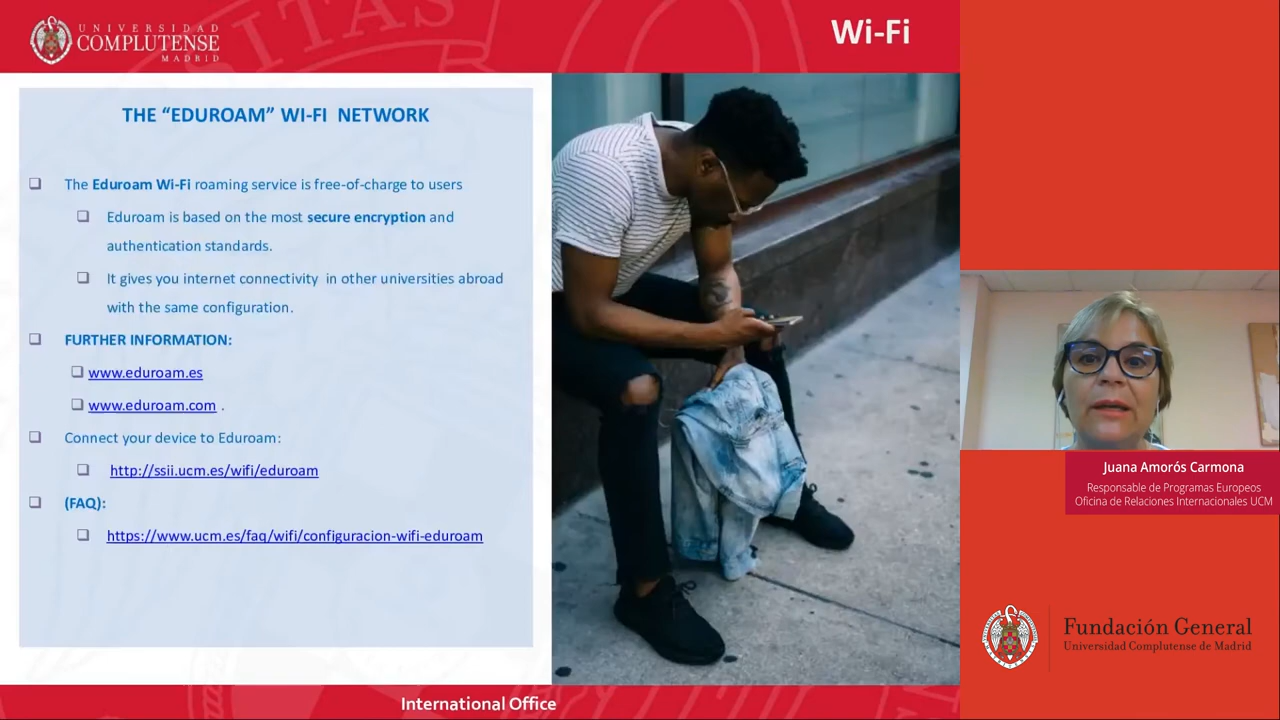 UNIVERSIDAD
COMPLUTENSE
MADRID
Wi-Fi
THE “EDUROAM” WI-FI NETWORK
❑ The Eduroam Wi-Fi roaming service is free-of-charge to users
❑ Eduroam is based on the most secure encryption and
authentication standards.
❑ It gives you internet connectivity in other universities abroad
with the same configuration.
❑ FURTHER INFORMATION:
❑ www.eduroam.es
❑ www.eduroam.com .
❑ Connect your device to Eduroam:
❑ http://ssii.ucm.es/wifi/eduroam
❑ (FAQ):
❑ https://www.ucm.es/faq/wifi/configuracion-wifi-eduroam
International Office
Juana Amorós Carmona
Responsable de Programas Europeos
Oficina de Relaciones Internacionales UCM
Fundación General
Universidad Complutense de Madrid